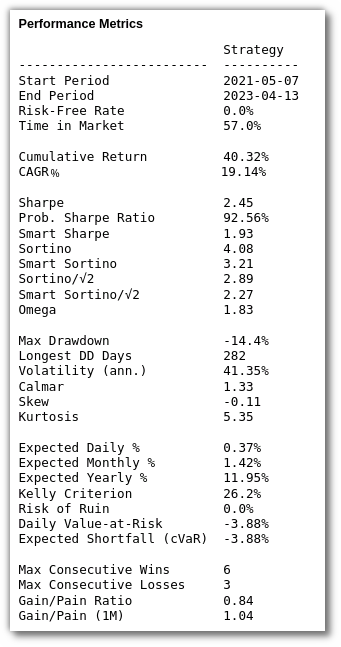 Performance Metrics
Strategy
-------------------------  ----------
Start Period               2021-05-07
End Period                 2023-04-13
Risk-Free Rate             0.0%
Time in Market             57.0%
Cumulative Return          40.32%
CAGR﹪                     19.14%
Sharpe                     2.45
Prob. Sharpe Ratio         92.56%
Smart Sharpe               1.93
Sortino                    4.08
Smart Sortino              3.21
Sortino/√2                 2.89
Smart Sortino/√2           2.27
Omega                      1.83
Max Drawdown               -14.4%
Longest DD Days            282
Volatility (ann.)          41.35%
Calmar                     1.33
Skew                       -0.11
Kurtosis                   5.35
Expected Daily %           0.37%
Expected Monthly %         1.42%
Expected Yearly %          11.95%
Kelly Criterion            26.2%
Risk of Ruin               0.0%
Daily Value-at-Risk        -3.88%
Expected Shortfall (cVaR)  -3.88%
Max Consecutive Wins       6
Max Consecutive Losses     3
Gain/Pain Ratio            0.84
Gain/Pain (1M)             1.04